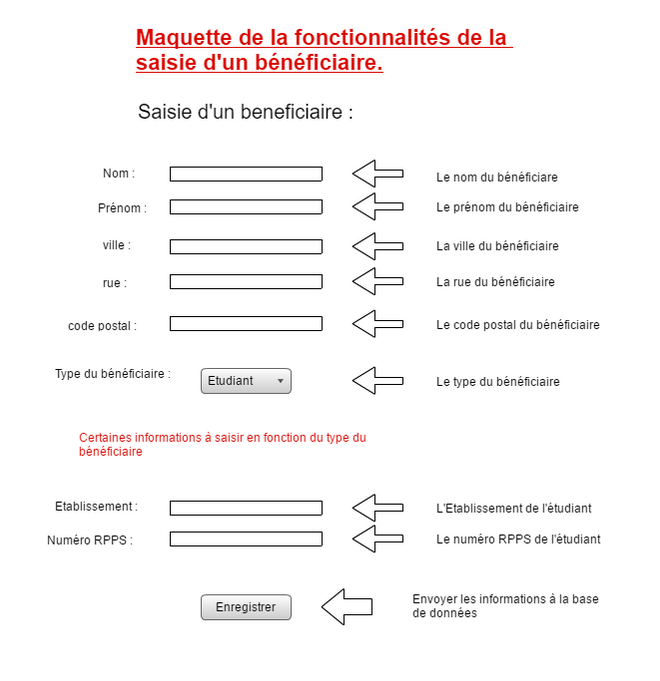 Maquette de la fonctionnalités de la
saisie d'un bénéficiaire.
Saisie d'un beneficiaire :
Nom :
Le nom du bénéficiare
Prénom :
Le prénom du bénéficiaire
ville :
La ville du bénéficiaire
rue :
La rue du bénéficiaire
code postal :
Le code postal du bénéficiaire
Type du bénéficiaire :
Etudiant
Le type du bénéficiaire
Certaines informations à saisir en fonction du type du
bénéficiaire
Etablissement :
L'Etablissement de l'étudiant
Numéro RPPS :
Le numéro RPPS de l'étudiant
Enregistrer
Envoyer les informations à la base
de données